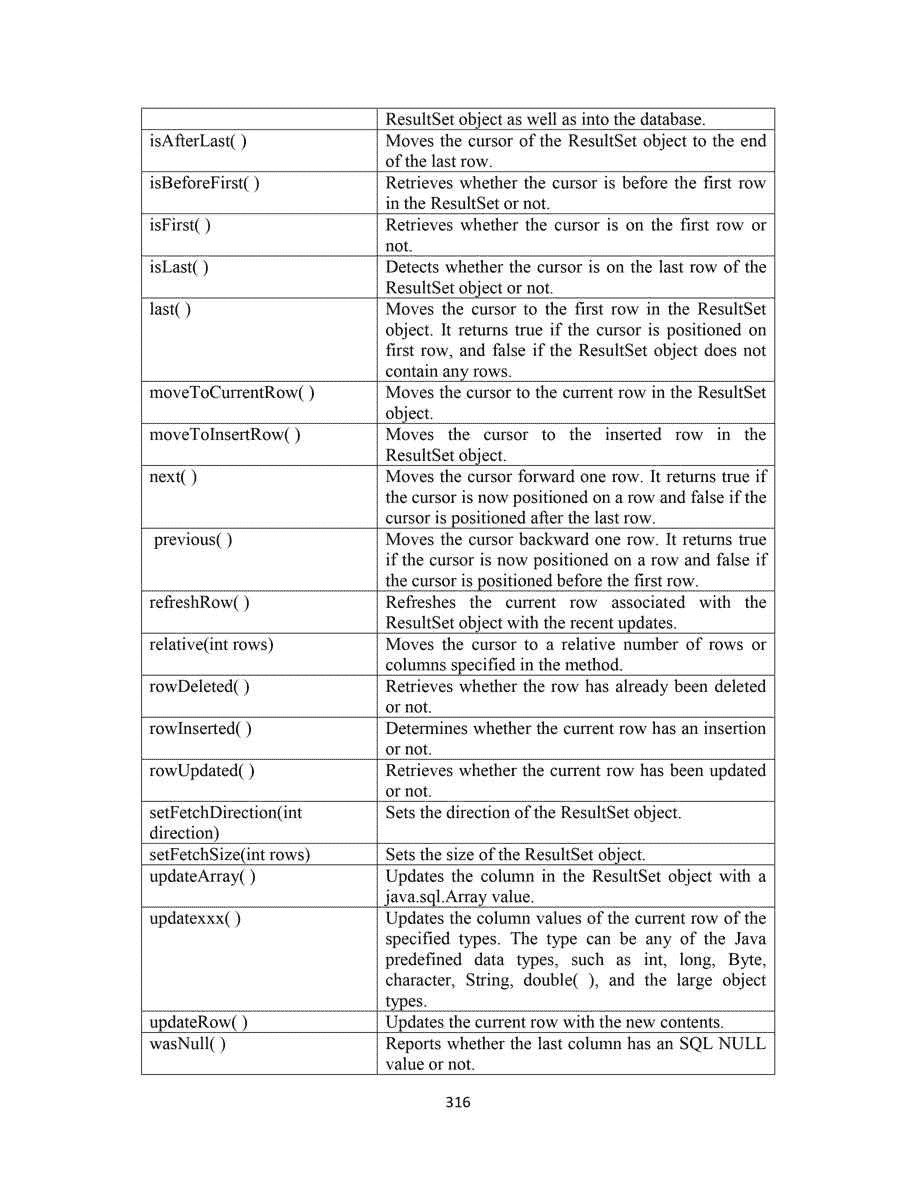 ResultSet object as well as into the database.
isAfterLast( ) Moves the cursor of the ResultSet object to the end
of the last row.
isBeforeFirst( ) Retrieves whether the cursor is before the first row
in the ResultSet or not.
isFirst( ) Retrieves whether the cursor is on the first row or
not.
isLast( ) Detects whether the cursor is on the last row of the
ResultSet object or not.
last( ) Moves the cursor to the first row in the ResultSet
object. It returns true if the cursor is positioned on
first row, and false if the ResultSet object does not
contain any rows.
moveToCurrentRow( ) Moves the cursor to the current row in the ResultSet
object.
moveToInsertRow( ) Moves the cursor to the inserted row in the
ResultSet object.
next( ) Moves the cursor forward one row. It returns true if
the cursor is now positioned on a row and false if the
cursor is positioned after the last row.
previous( ) Moves the cursor backward one row. It returns true
if the cursor is now positioned on a row and false if
the cursor is positioned before the first row.
refreshRow( ) Refreshes the current row associated with the
ResultSet object with the recent updates.
relative(int rows) Moves the cursor to a relative number of rows or
columns specified in the method.
rowDeleted( ) Retrieves whether the row has already been deleted
or not.
rowInserted( ) Determines whether the current row has an insertion
or not.
rowUpdated( ) Retrieves whether the current row has been updated
or not.
setFetchDirection(int Sets the direction of the ResultSet object.
direction)
setFetchSize(int rows) Sets the size of the ResultSet object.
updateArray( ) Updates the column in the ResultSet object with a
java.sql.Array value.
updatexxx( ) Updates the column values of the current row of the
specified types. The type can be any of the Java
predefined data types, such as int, long, Byte,
character, String, double( ), and the large object
types.
updateRow( ) Updates the current row with the new contents.
wasNull( ) Reports whether the last column has an SQL NULL
value or not.
316